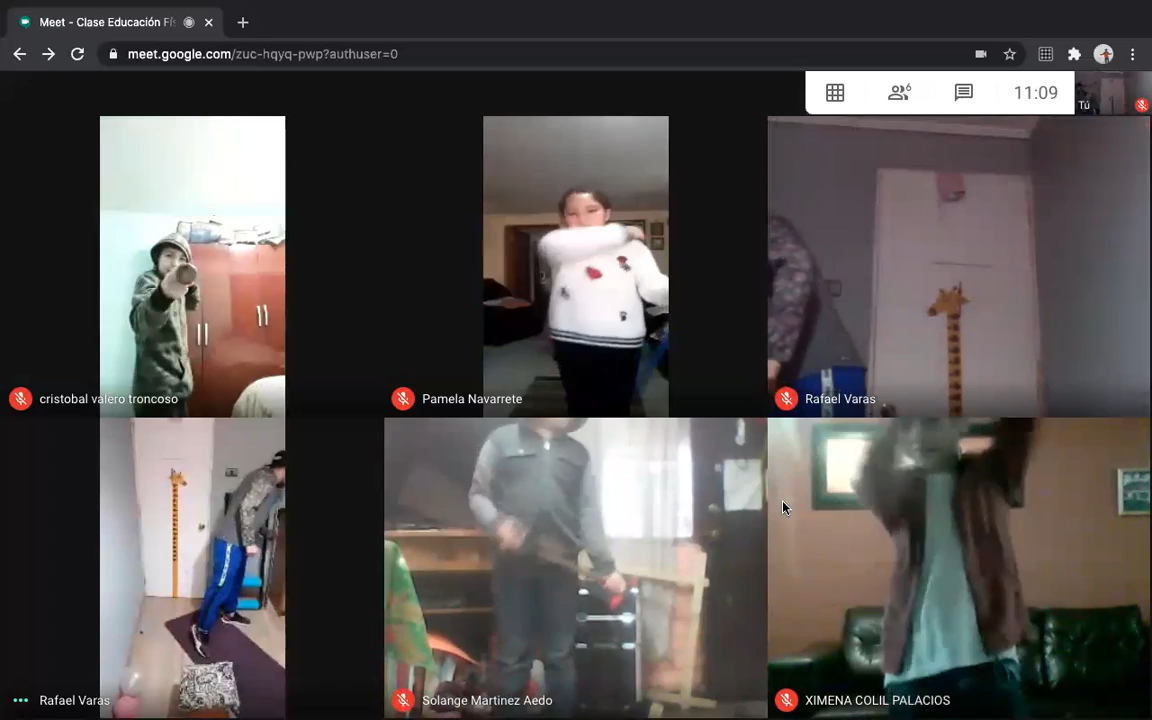 Meet - Clase Educación Fí
meet.google.com/zuc-hqyq-pwp?authuser=0
6
11:09
Tú
cristobal valero troncoso
Pamela Navarrete
Rafael Varas
Rafael Varas
Solange Martinez Aedo
XIMENA COLIL PALACIOS